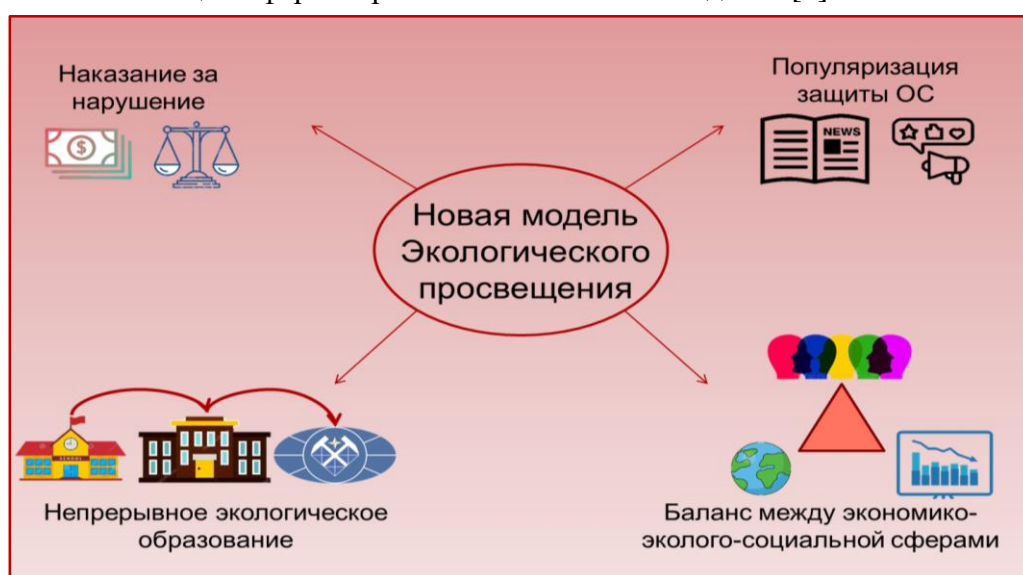 Наказание за
нарушение
Популяризация
защиты ОС
NEWS
Новая модель
Экологического
просвещения
SCHOOL
Непрерывное экологическое
образование
Баланс между экономико-
эколого-социальной сферами